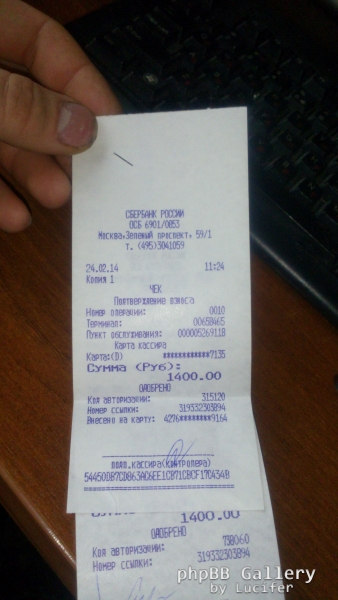 СБЕРБАНК РОССИИ
ОСБ 6901/0853
Москва,Зеленый проспект, 59/1
т. (495)3041059
24.02.14 11:24
Копия 1
ЧЕК
Подтверждение взноса
Номер операции: 0010
Терминал: 00658465
Пункт обслуживания: 000005269118
Карта кассира
Карта:(D) ************7135
Сумма (Руб):
1400.00
ОДОБРЕНО
Код авторизации: 315120
Номер ссылки: 319332303894
Внесено на карту: 4276********9164
подп.кассира(контролера)
1400.00
ОДОБРЕНО
Код авторизации: 738060
Номер ссылки: 319332303894
phpBB Gallery
by Lucifer